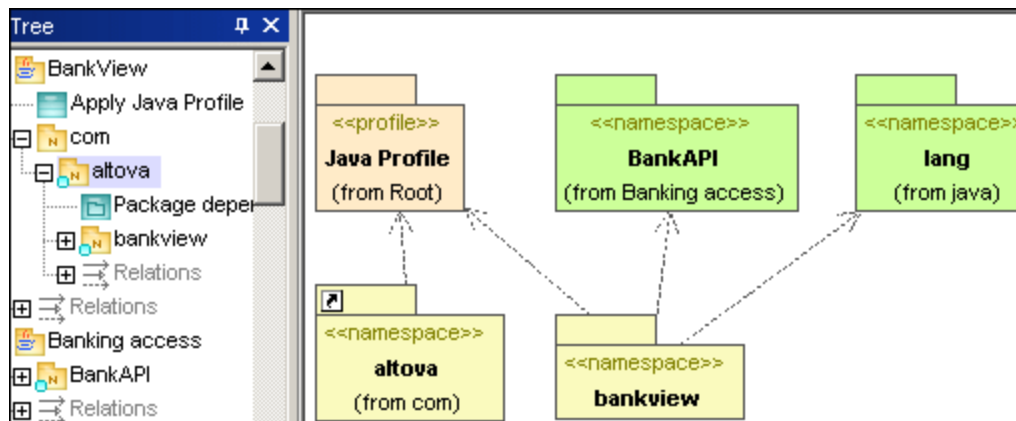 Tree
BankView
Apply Java Profile
N com
N altova
Package deper
N bankview
Relations
Relations
Banking access
N BankAPI
Relations
<<profile>>
Java Profile
(from Root)
<<namespace>>
BankAPI
(from Banking access)
<<namespace>>
lang
(from java)
<<namespace>>
altova
(from com)
<<namespace>>
bankview